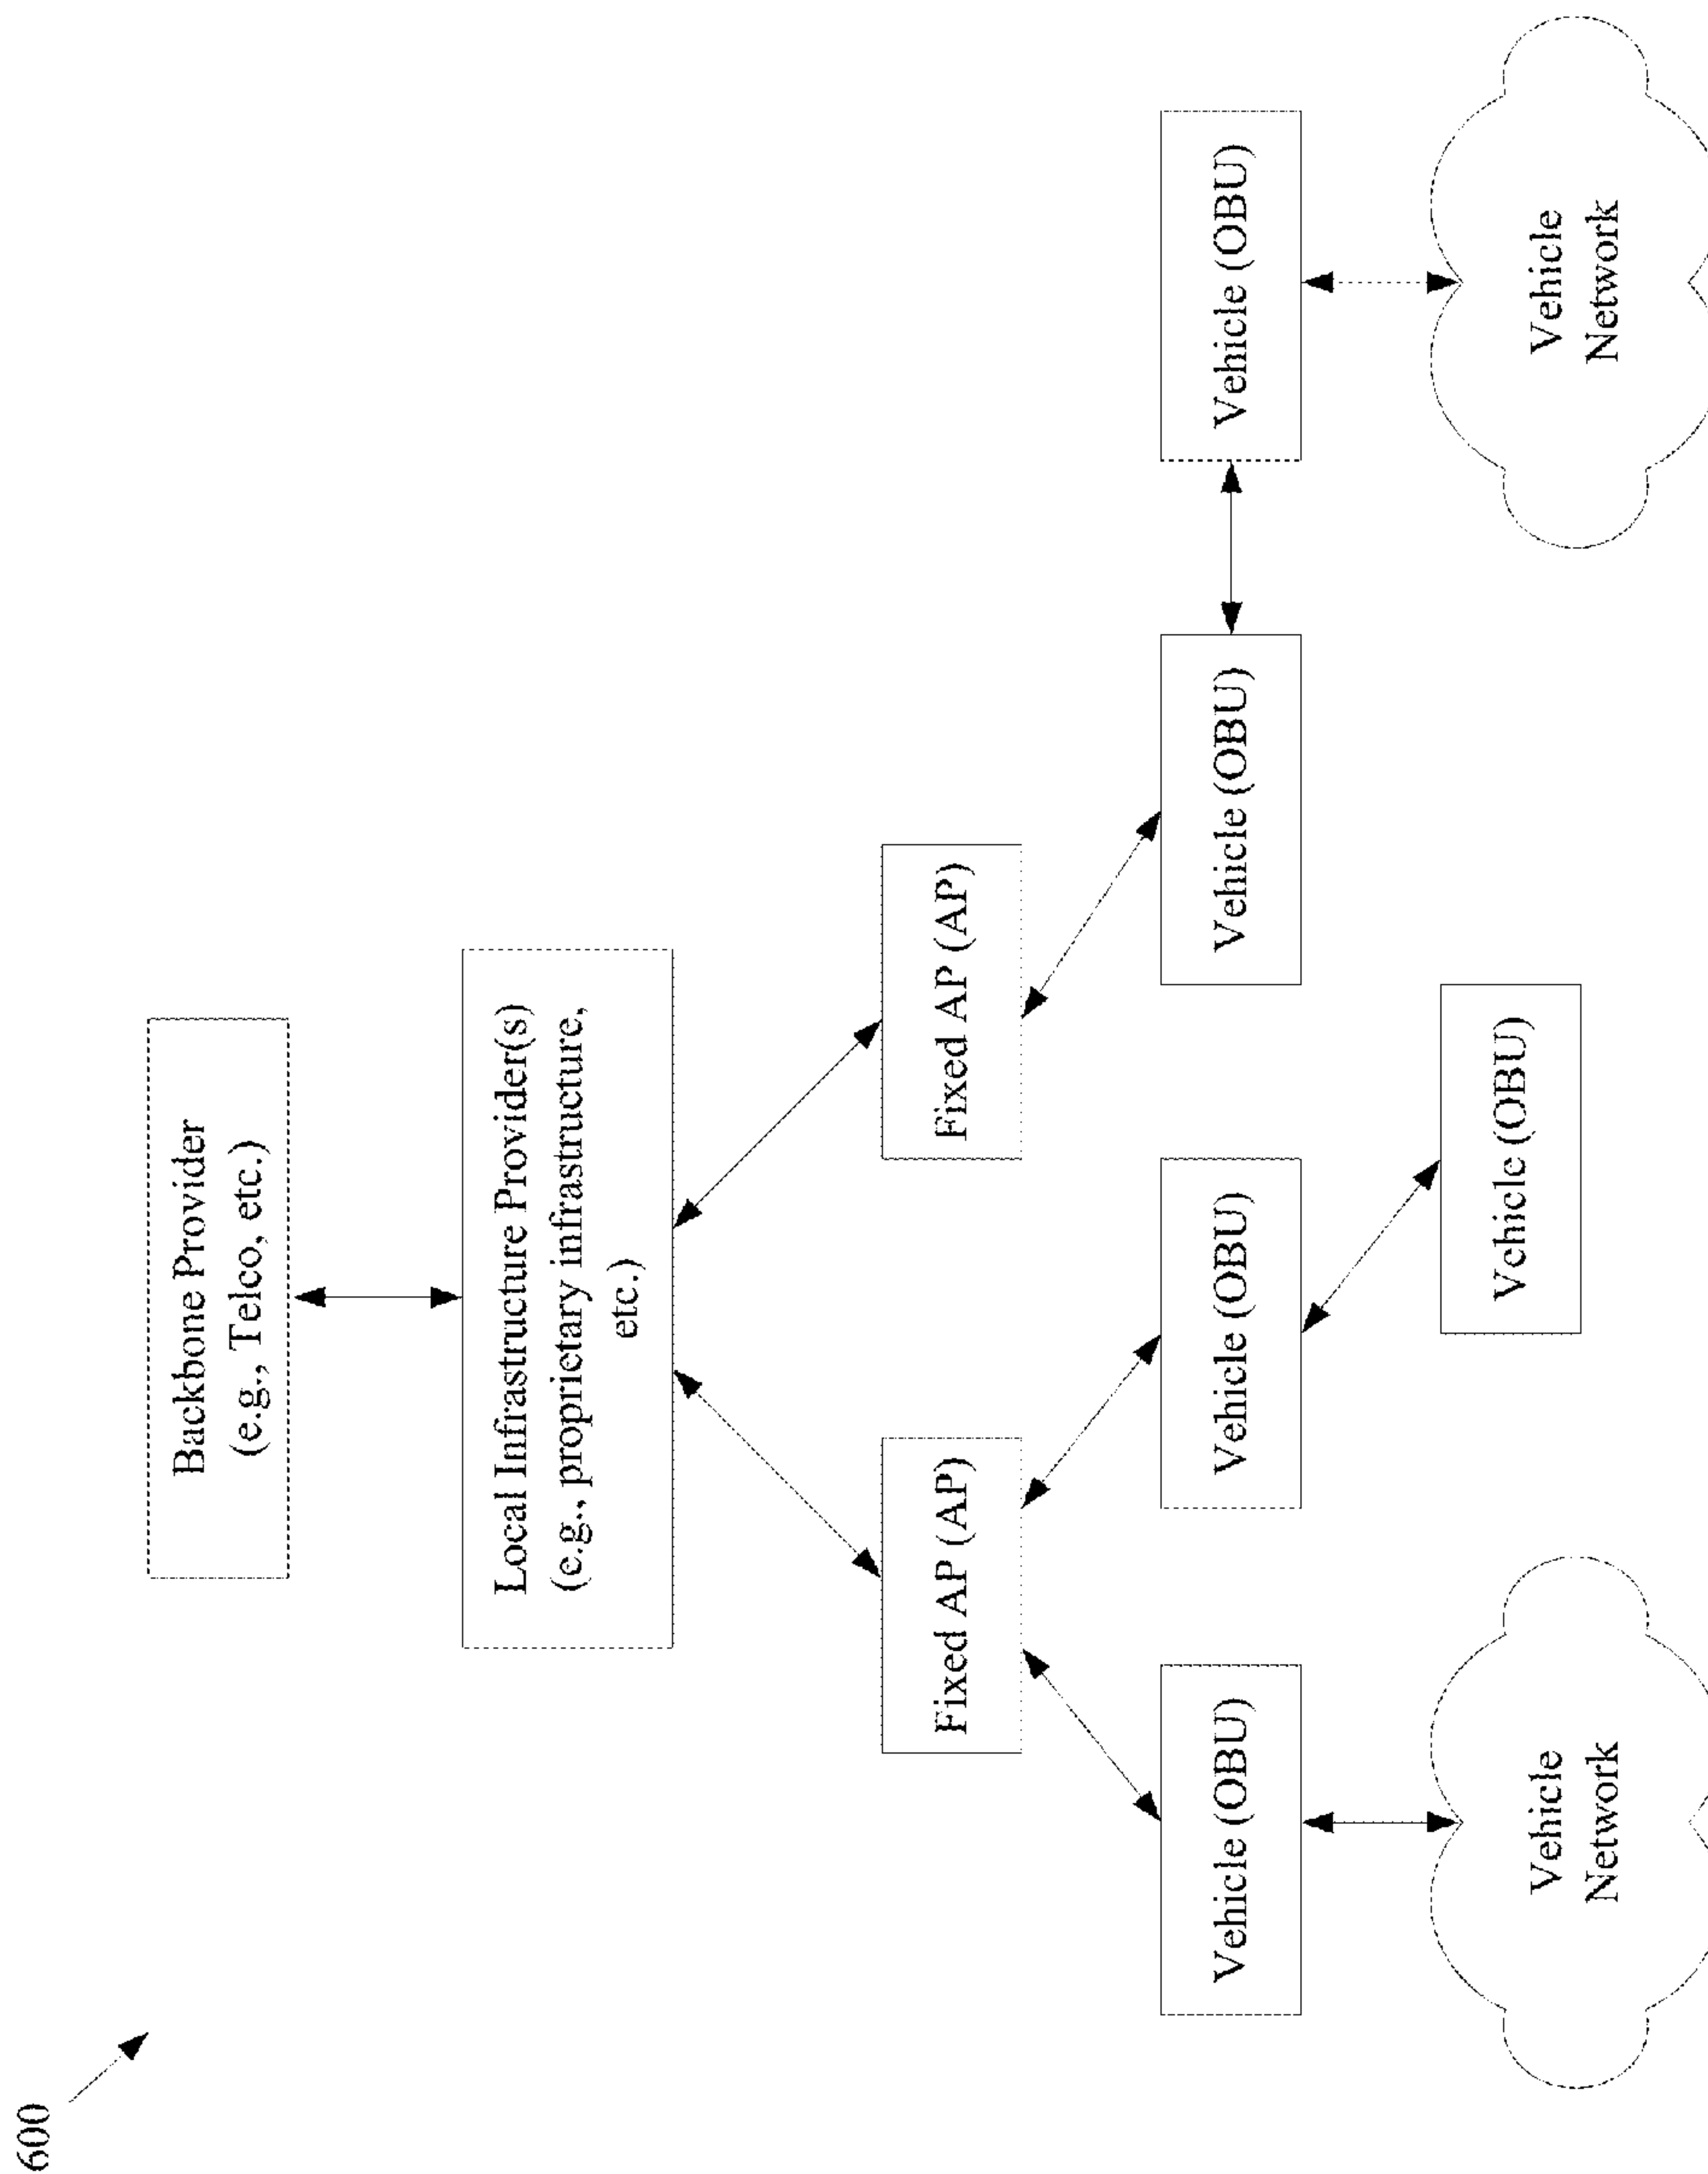 600
Backbone Provider
(e.g., Telco, etc.)
Local Infrastructure Provider(s)
(e.g., proprietary infrastructure,
etc.)
Fixed AP (AP)
Fixed AP (AP)
Vehicle (OBU)
Vehicle (OBU)
Vehicle (OBU)
Vehicle (OBU)
Vehicle (OBU)
Vehicle
Network
Vehicle
Network